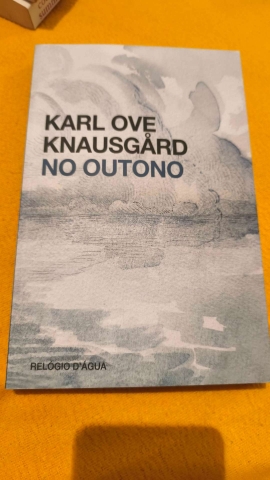 KARL OVE
KNAUSGÅRD
NO OUTONO
RELÓGIO D'ÁGUA